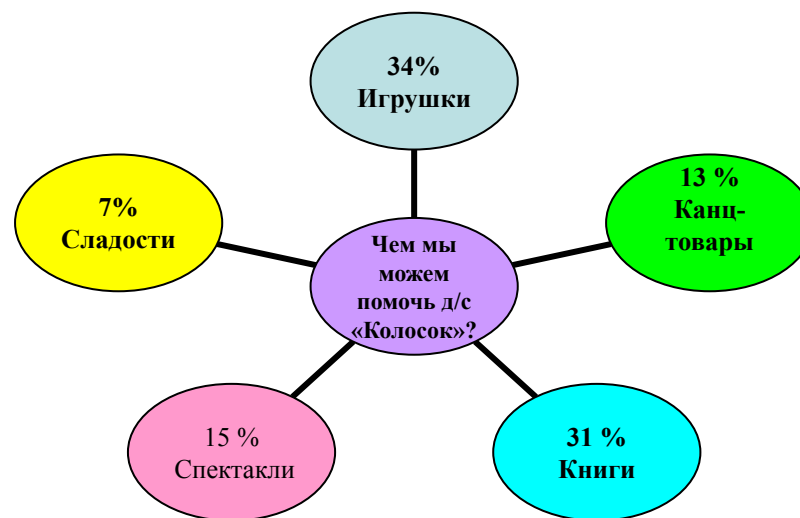 34%
Игрушки
7%
Сладости
13 %
Канц-
товары
Чем мы
можем
помочь д/с
«Колосок»?
15 %
Спектакли
31 %
Книги